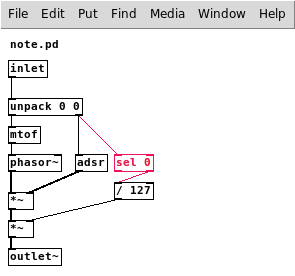 File Edit Put Find Media Window Help
note.pd
inlet
unpack 0 0
mtof
phasor~ adsr sel 0
/ 127
*~
*~
outlet~